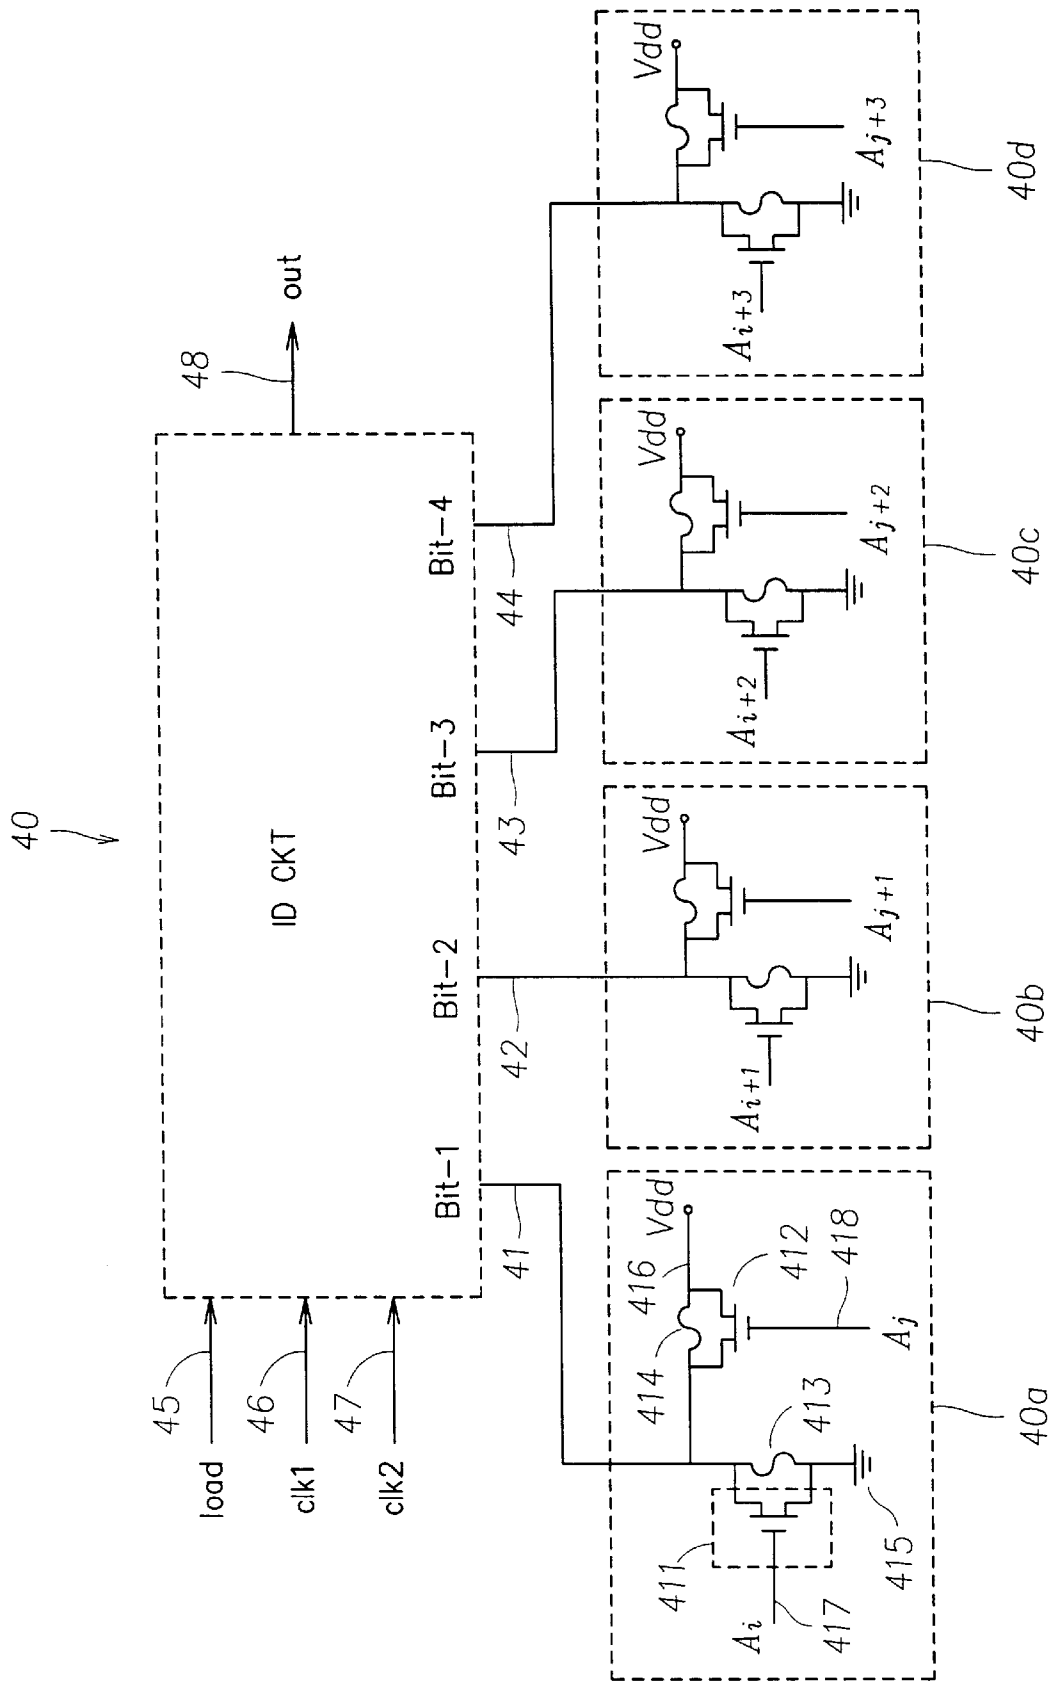 40
load
45
clk1
46
clk2
47
ID CKT
48
out
Bit-1
Bit-2
Bit-3
Bit-4
41
42
43
44
Vdd
416
414
412
418
Aj
413
411
Ai
417
415
40a
Vdd
Ai+1
Aj+1
40b
Vdd
Ai+2
Aj+2
40c
Vdd
Ai+3
Aj+3
40d